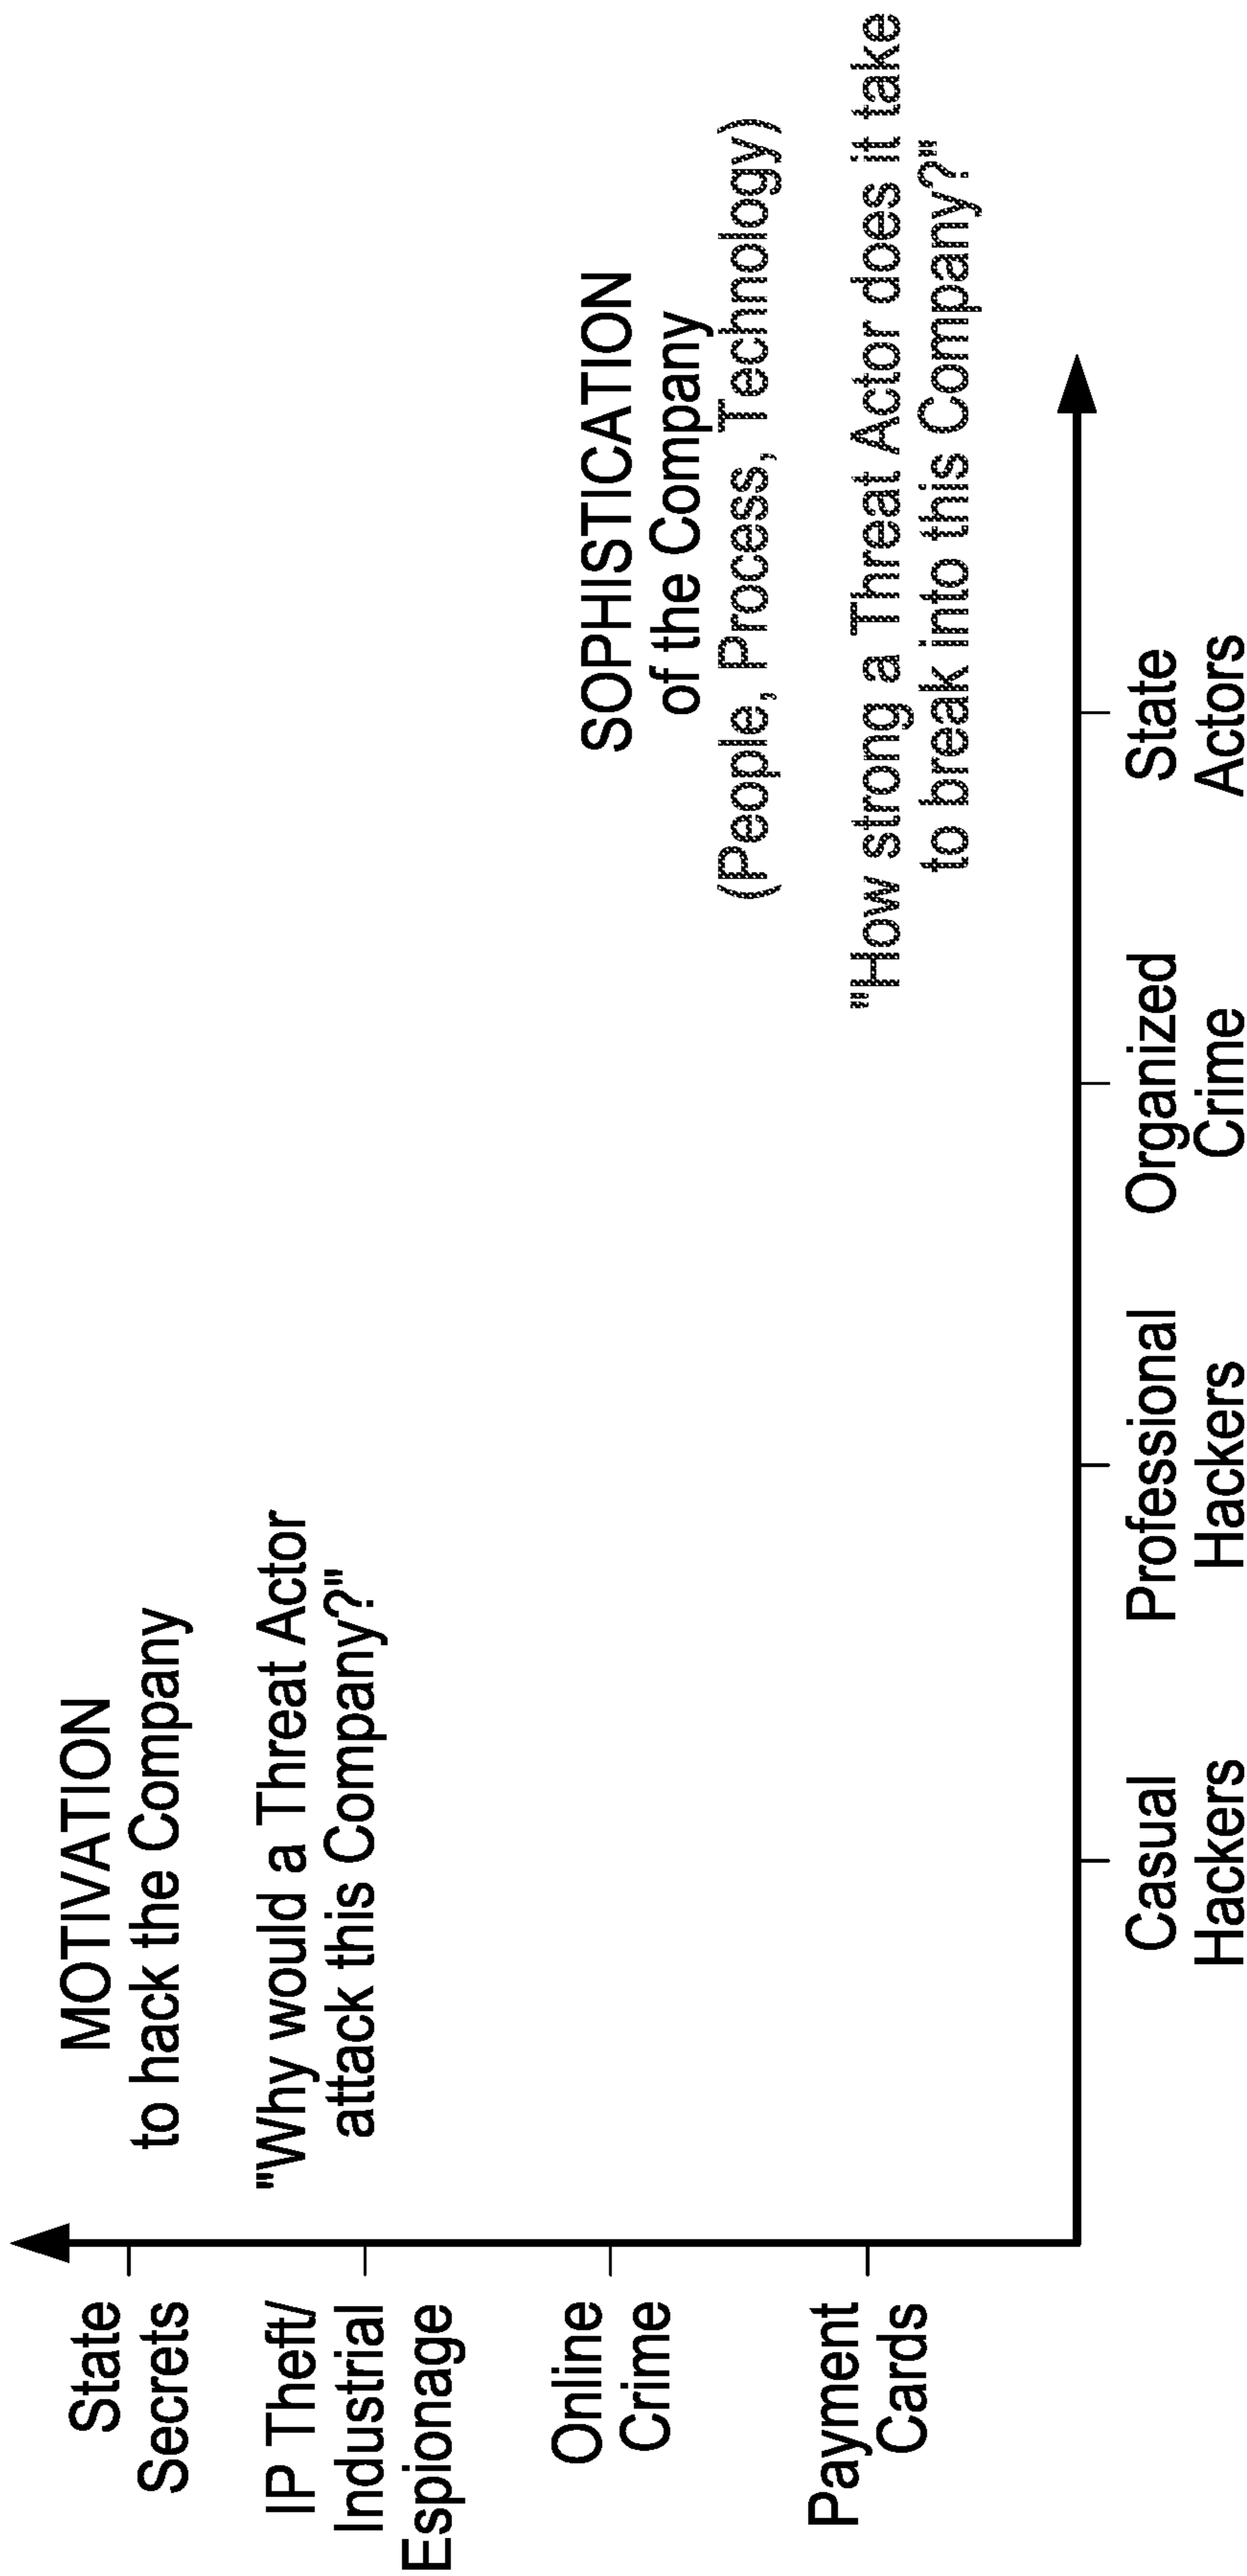 MOTIVATION
to hack the Company
"Why would a Threat Actor
attack this Company?"
State
Secrets
IP Theft/
Industrial
Espionage
Online
Crime
Payment
Cards
SOPHISTICATION
of the Company
(People, Process, Technology)
"How strong a Threat Actor does it take
to break into this Company?"
Casual
Hackers
Professional
Hackers
Organized
Crime
State
Actors